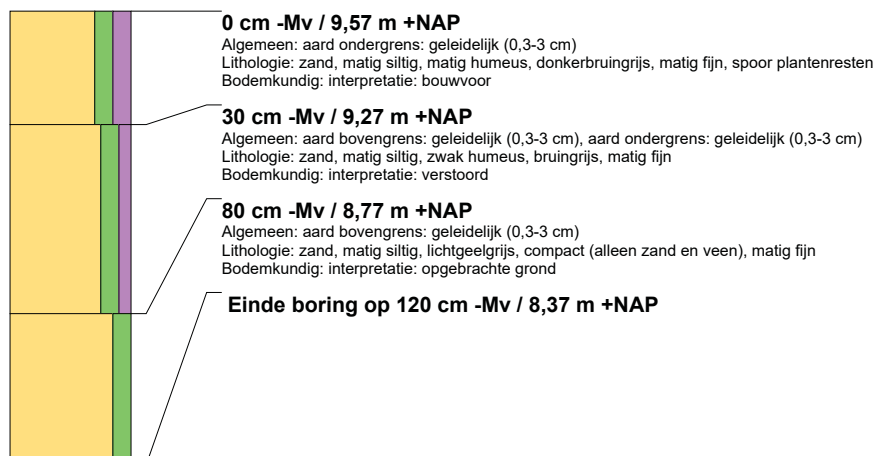 0 cm -Mv / 9,57 m +NAP
Algemeen: aard ondergrens: geleidelijk (0,3-3 cm)
Lithologie: zand, matig siltig, matig humeus, donkerbruingrijs, matig fijn, spoor plantenresten
Bodemkundig: interpretatie: bouwvoor
30 cm -Mv / 9,27 m +NAP
Algemeen: aard bovengrens: geleidelijk (0,3-3 cm), aard ondergrens: geleidelijk (0,3-3 cm)
Lithologie: zand, matig siltig, zwak humeus, bruingrijs, matig fijn
Bodemkundig: interpretatie: verstoord
80 cm -Mv / 8,77 m +NAP
Algemeen: aard bovengrens: geleidelijk (0,3-3 cm)
Lithologie: zand, matig siltig, lichtgeelgrijs, compact (alleen zand en veen), matig fijn
Bodemkundig: interpretatie: opgebrachte grond
Einde boring op 120 cm -Mv / 8,37 m +NAP